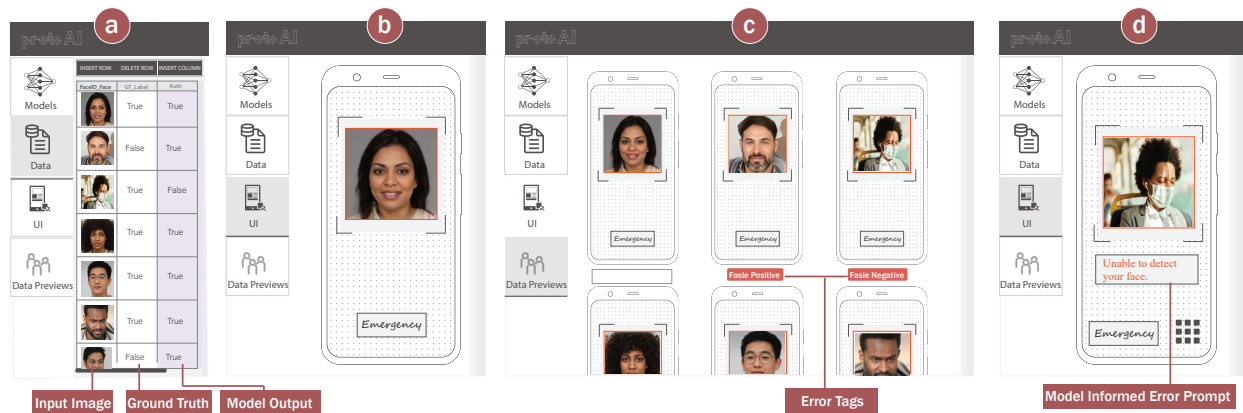 a
proto AI
Models
Data
UI
Data Previews
INSERT ROW DELETE ROW INSERT COLUMN
FaceID_Face GT_Label Auth
True True
False True
True False
True True
True True
True True
False True
Input Image
Ground Truth
Model Output
b
proto AI
Models
Data
UI
Data Previews
Emergency
c
proto AI
Models
Data
UI
Data Previews
Emergency
Emergency
Emergency
Fasle Positive
Fasle Negative
Error Tags
d
proto AI
Models
Data
UI
Data Previews
Unable to detect
your face.
Emergency
Model Informed Error Prompt